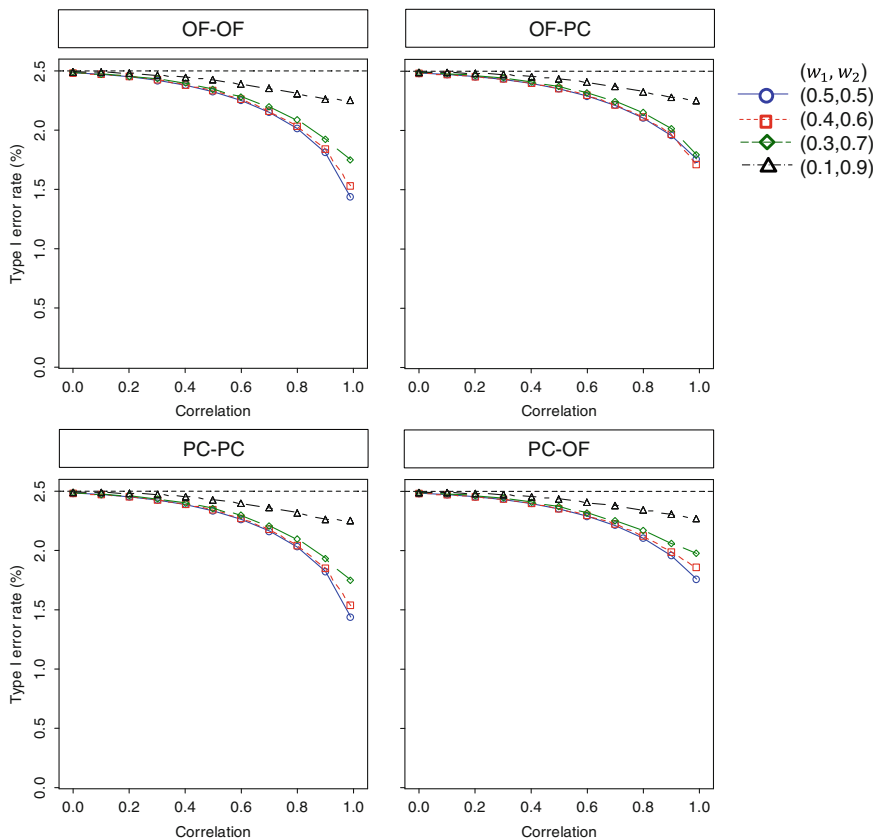 OF-OF
OF-PC
(w₁, w₂)
(0.5,0.5)
(0.4,0.6)
(0.3,0.7)
(0.1,0.9)
Type I error rate (%)
2.5
2.0
1.5
1.0
0.5
0.0
0.0 0.2 0.4 0.6 0.8 1.0
Correlation
0.0 0.2 0.4 0.6 0.8 1.0
Correlation
PC-PC
PC-OF
Type I error rate (%)
2.5
2.0
1.5
1.0
0.5
0.0
0.0 0.2 0.4 0.6 0.8 1.0
Correlation
0.0 0.2 0.4 0.6 0.8 1.0
Correlation